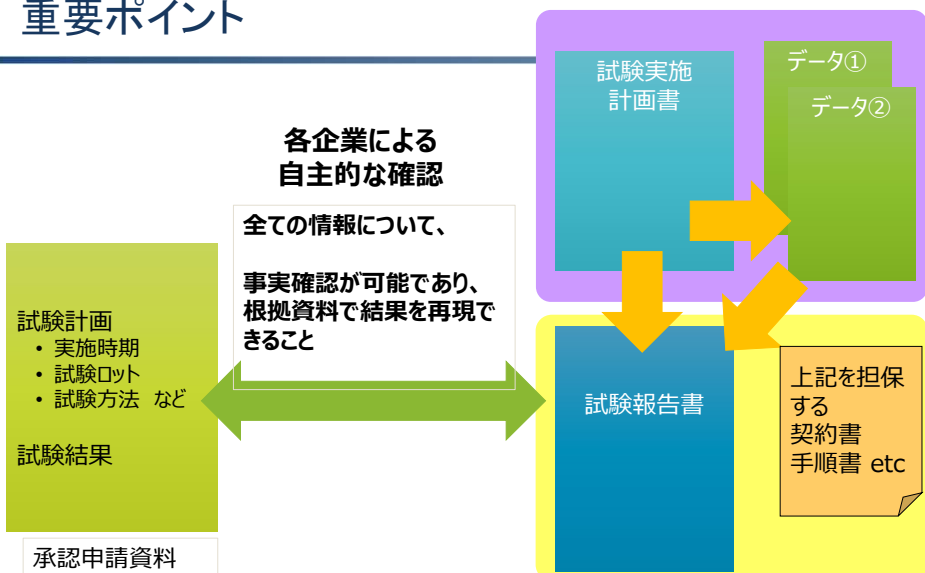 重要ポイント
試験実施
計画書
データ①
データ②
各企業による
自主的な確認
全ての情報について、
事実確認が可能であり、
根拠資料で結果を再現で
きること
試験計画
• 実施時期
• 試験ロット
• 試験方法 など
試験結果
承認申請資料
試験報告書
上記を担保
する
契約書
手順書 etc